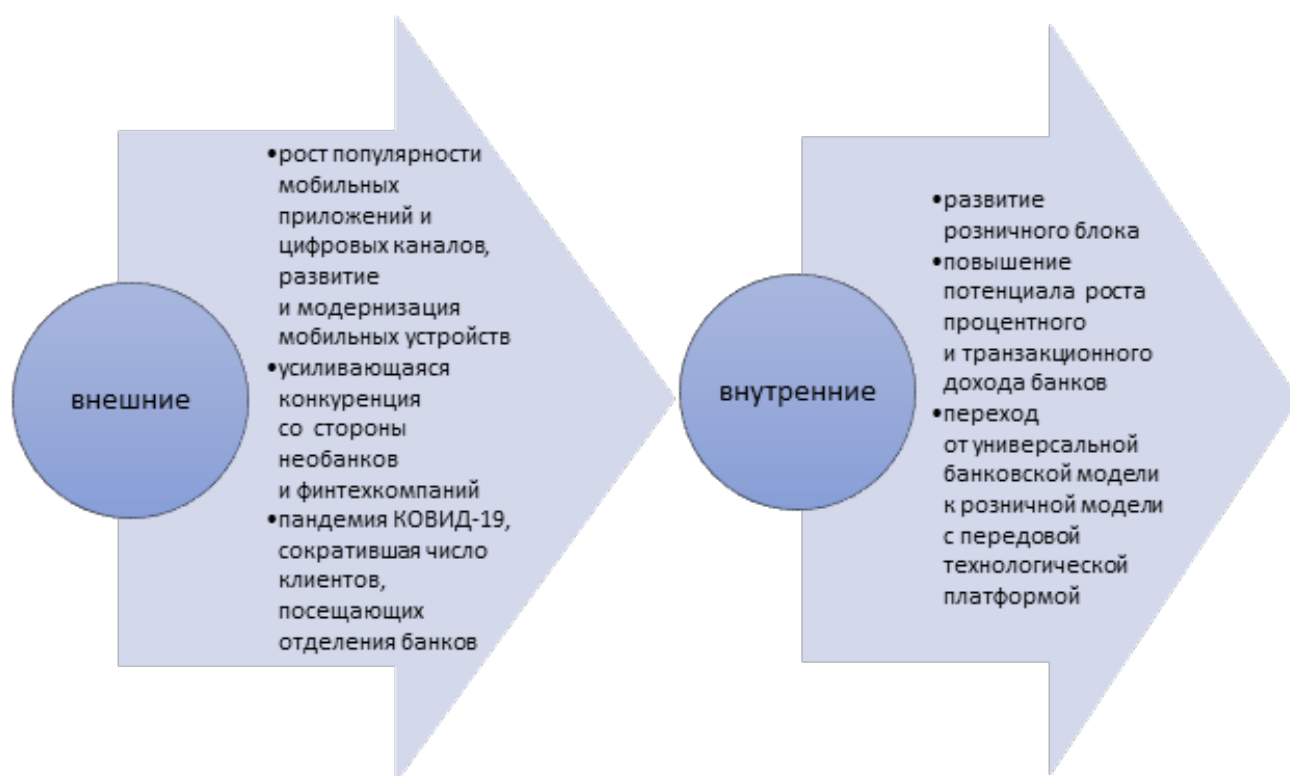 внешние
•рост популярности
мобильных
приложений и
цифровых каналов,
развитие
и модернизация
мобильных устройств
•усиливающаяся
конкуренция
со стороны
необанков
и финтехкомпаний
•пандемия КОВИД-19,
сократившая число
клиентов,
посещающих
отделения банков
внутренние
•развитие
розничного блока
•повышение
потенциала роста
процентного
и транзакционного
дохода банков
•переход
от универсальной
банковской модели
к розничной модели
с передовой
технологической
платформой